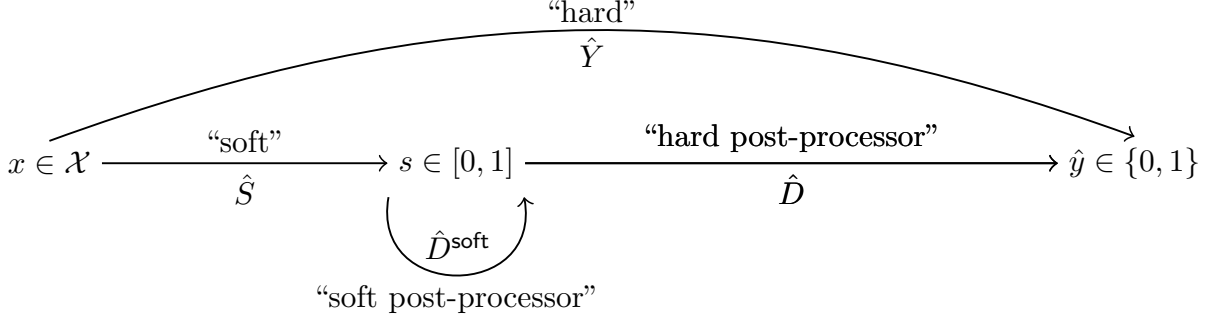 “hard”
Ŷ
“soft” “hard post-processor”
x ∈ 𝒳 s ∈ [0, 1] ŷ ∈ {0, 1}
Ŝ D̂
D̂^soft
“soft post-processor”